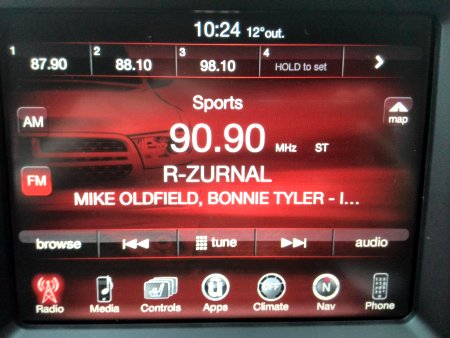 10:24 12°out.
1 87.90 2 88.10 3 98.10 4 HOLD to set
Sports
AM map
90.90 MHz ST
FM R-ZURNAL
MIKE OLDFIELD, BONNIE TYLER - I...
browse tune audio
OFF N
Radio Media Controls Apps Climate Nav Phone